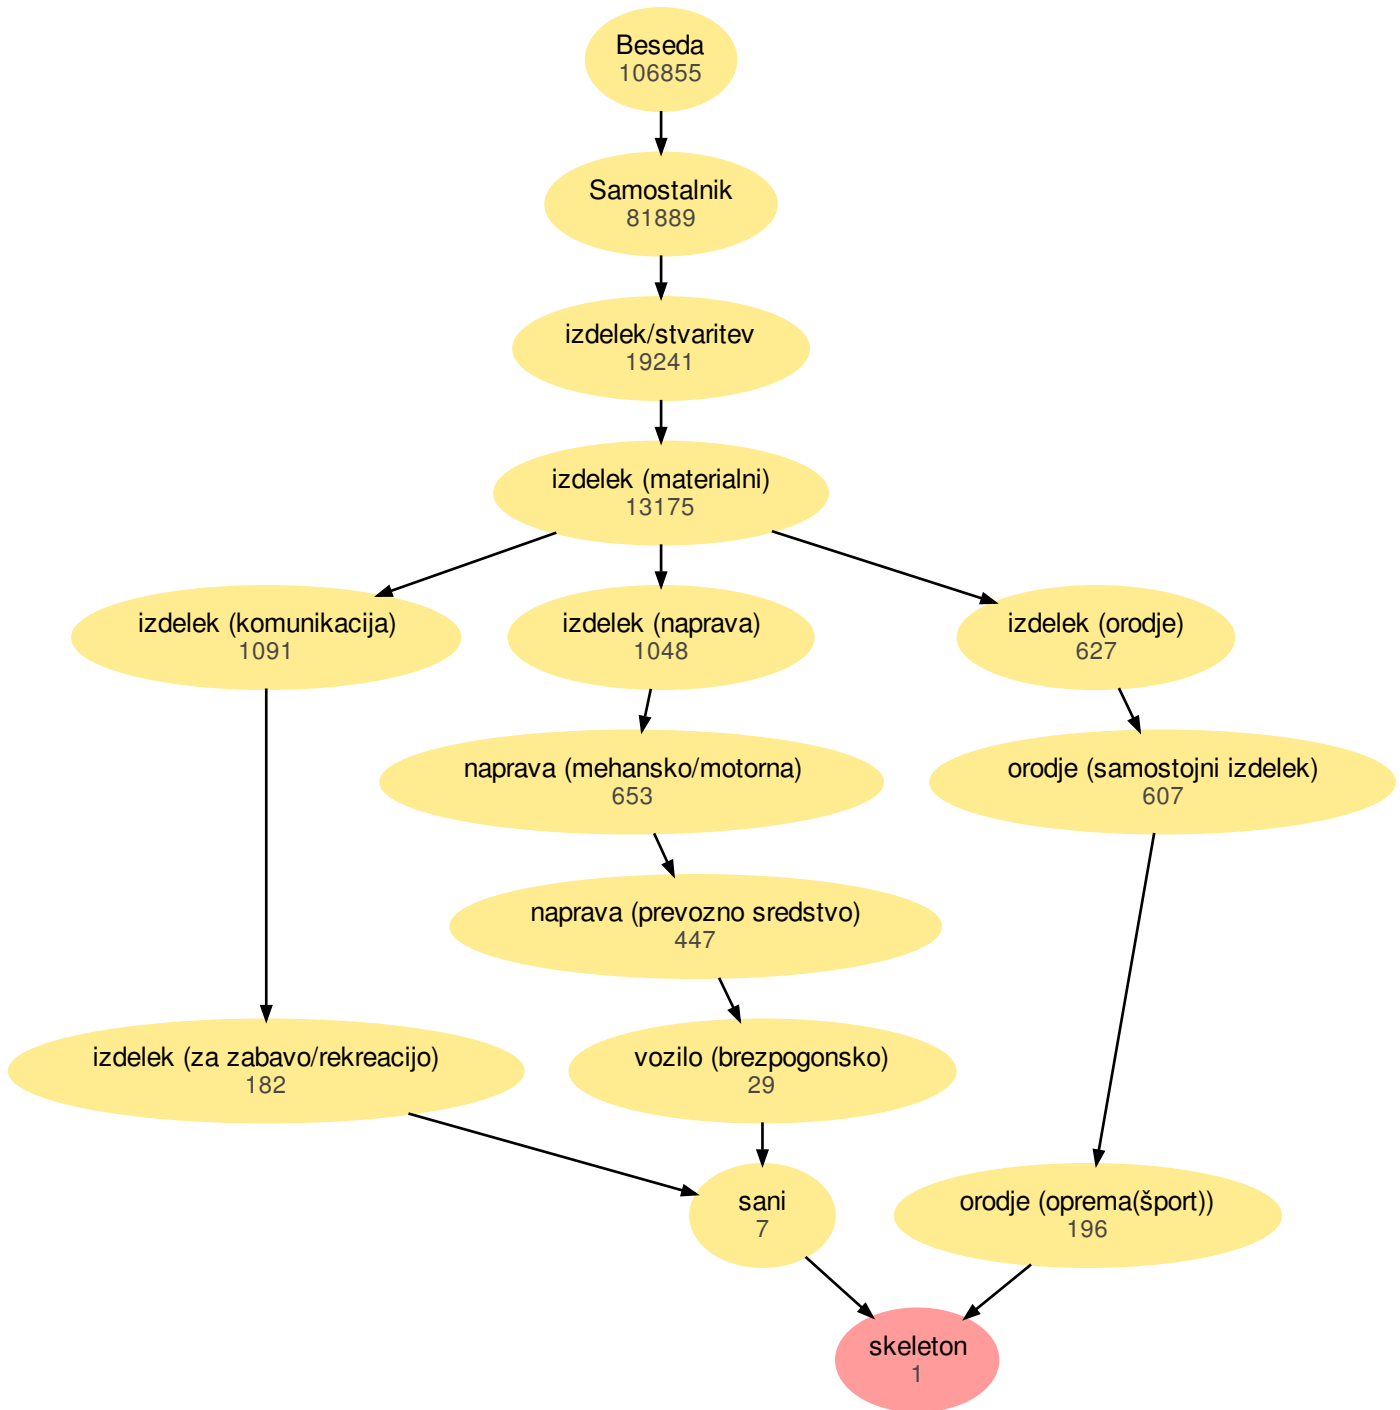 Beseda
106855
Samostalnik
81889
izdelek/stvaritev
19241
izdelek (materialni)
13175
izdelek (komunikacija)
1091
izdelek (naprava)
1048
izdelek (orodje)
627
naprava (mehansko/motorna)
653
orodje (samostojni izdelek)
607
naprava (prevozno sredstvo)
447
izdelek (za zabavo/rekreacijo)
182
vozilo (brezpogonsko)
29
sani
7
orodje (oprema(šport))
196
skeleton
1